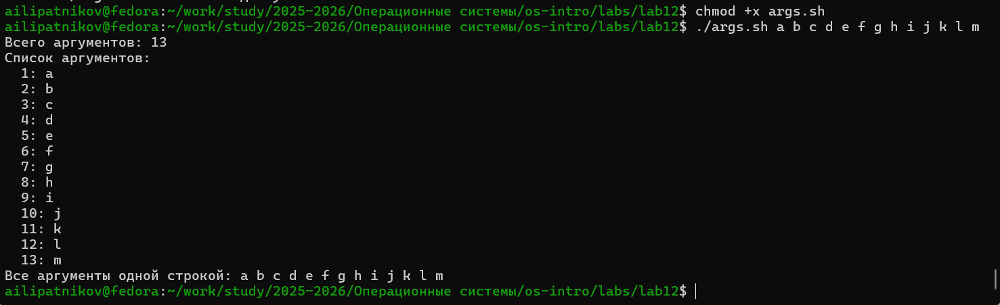 ailipatnikov@fedora:~/work/study/2025-2026/Операционные системы/os-intro/labs/lab12$ chmod +x args.sh
ailipatnikov@fedora:~/work/study/2025-2026/Операционные системы/os-intro/labs/lab12$ ./args.sh a b c d e f g h i j k l m
Всего аргументов: 13
Список аргументов:
  1: a
  2: b
  3: c
  4: d
  5: e
  6: f
  7: g
  8: h
  9: i
  10: j
  11: k
  12: l
  13: m
Все аргументы одной строкой: a b c d e f g h i j k l m
ailipatnikov@fedora:~/work/study/2025-2026/Операционные системы/os-intro/labs/lab12$